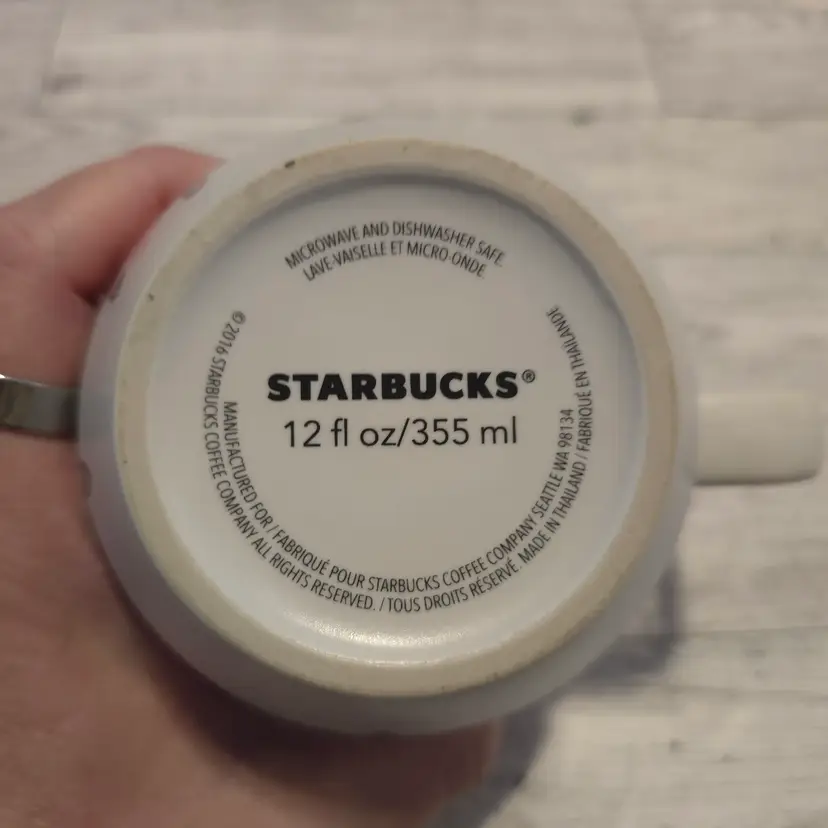 MICROWAVE AND DISHWASHER SAFE.
LAVE-VAISELLE ET MICRO-ONDE.
STARBUCKS®
12 fl oz/355 ml
MANUFACTURED FOR / FABRIQUÉ POUR STARBUCKS COFFEE COMPANY SEATTLE WA 98134
© 2016 STARBUCKS COFFEE COMPANY ALL RIGHTS RESERVED. / TOUS DROITS RÉSERVÉ. MADE IN THAILAND / FABRIQUÉ EN THAÏLANDE